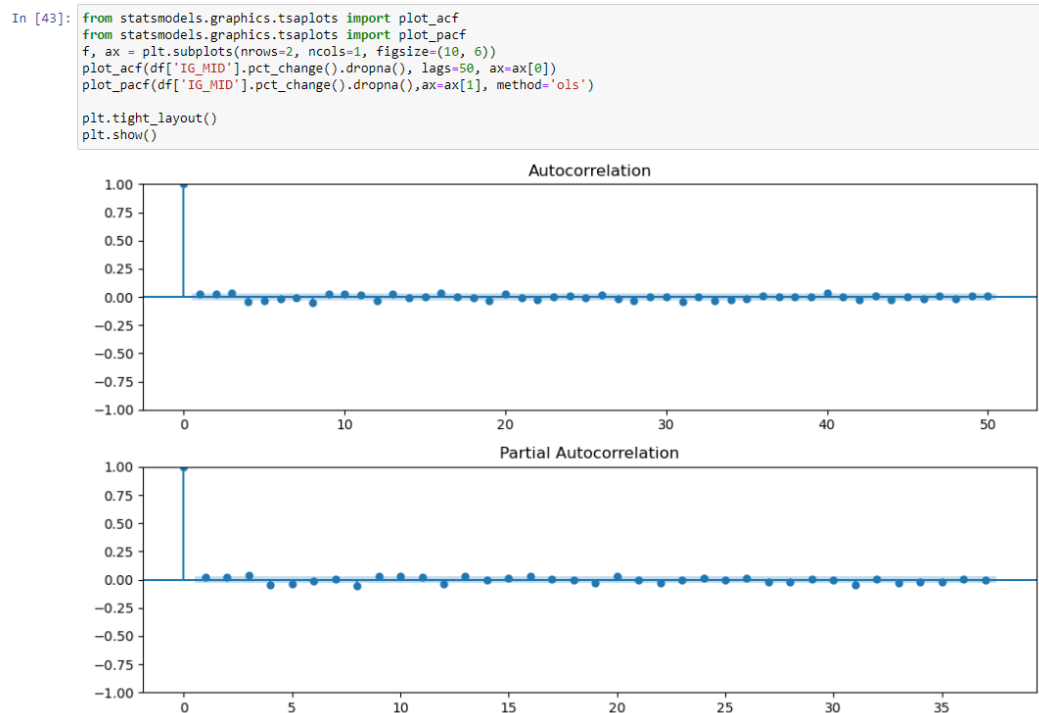 In [43]: from statsmodels.graphics.tsaplots import plot_acf
from statsmodels.graphics.tsaplots import plot_pacf
f, ax = plt.subplots(nrows=2, ncols=1, figsize=(10, 6))
plot_acf(df['IG_MID'].pct_change().dropna(), lags=50, ax=ax[0])
plot_pacf(df['IG_MID'].pct_change().dropna(),ax=ax[1], method='ols')
plt.tight_layout()
plt.show()
Autocorrelation
1.00
0.75
0.50
0.25
0.00
−0.25
−0.50
−0.75
−1.00
0 10 20 30 40 50
Partial Autocorrelation
1.00
0.75
0.50
0.25
0.00
−0.25
−0.50
−0.75
−1.00
0 5 10 15 20 25 30 35